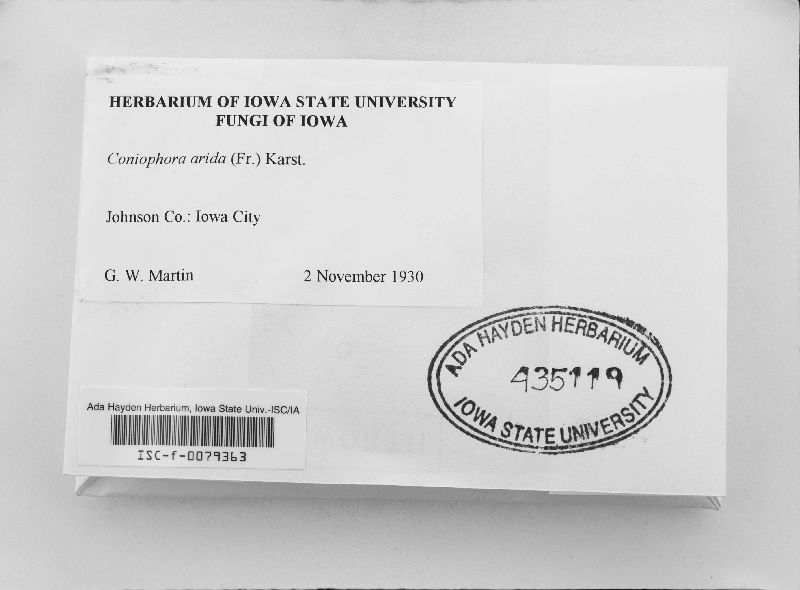 HERBARIUM OF IOWA STATE UNIVERSITY
FUNGI OF IOWA
Coniophora arida (Fr.) Karst.
Johnson Co.: Iowa City
G. W. Martin 2 November 1930
ADA HAYDEN HERBARIUM
435119
IOWA STATE UNIVERSITY
Ada Hayden Herbarium, Iowa State Univ.-ISC/IA
ISC-f-0079363